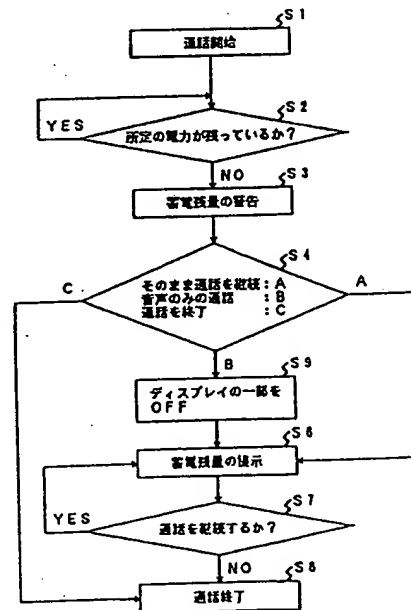 S1
通話開始
S2
所定の電力が残っているか?
YES
NO
S3
蓄電残量の警告
S4
そのまま通話を継続:A
音声のみの通話:B
通話を終了:C
C
A
B
S9
ディスプレイの一部を
OFF
S6
蓄電残量の提示
S7
通話を継続するか?
YES
NO
S8
通話終了